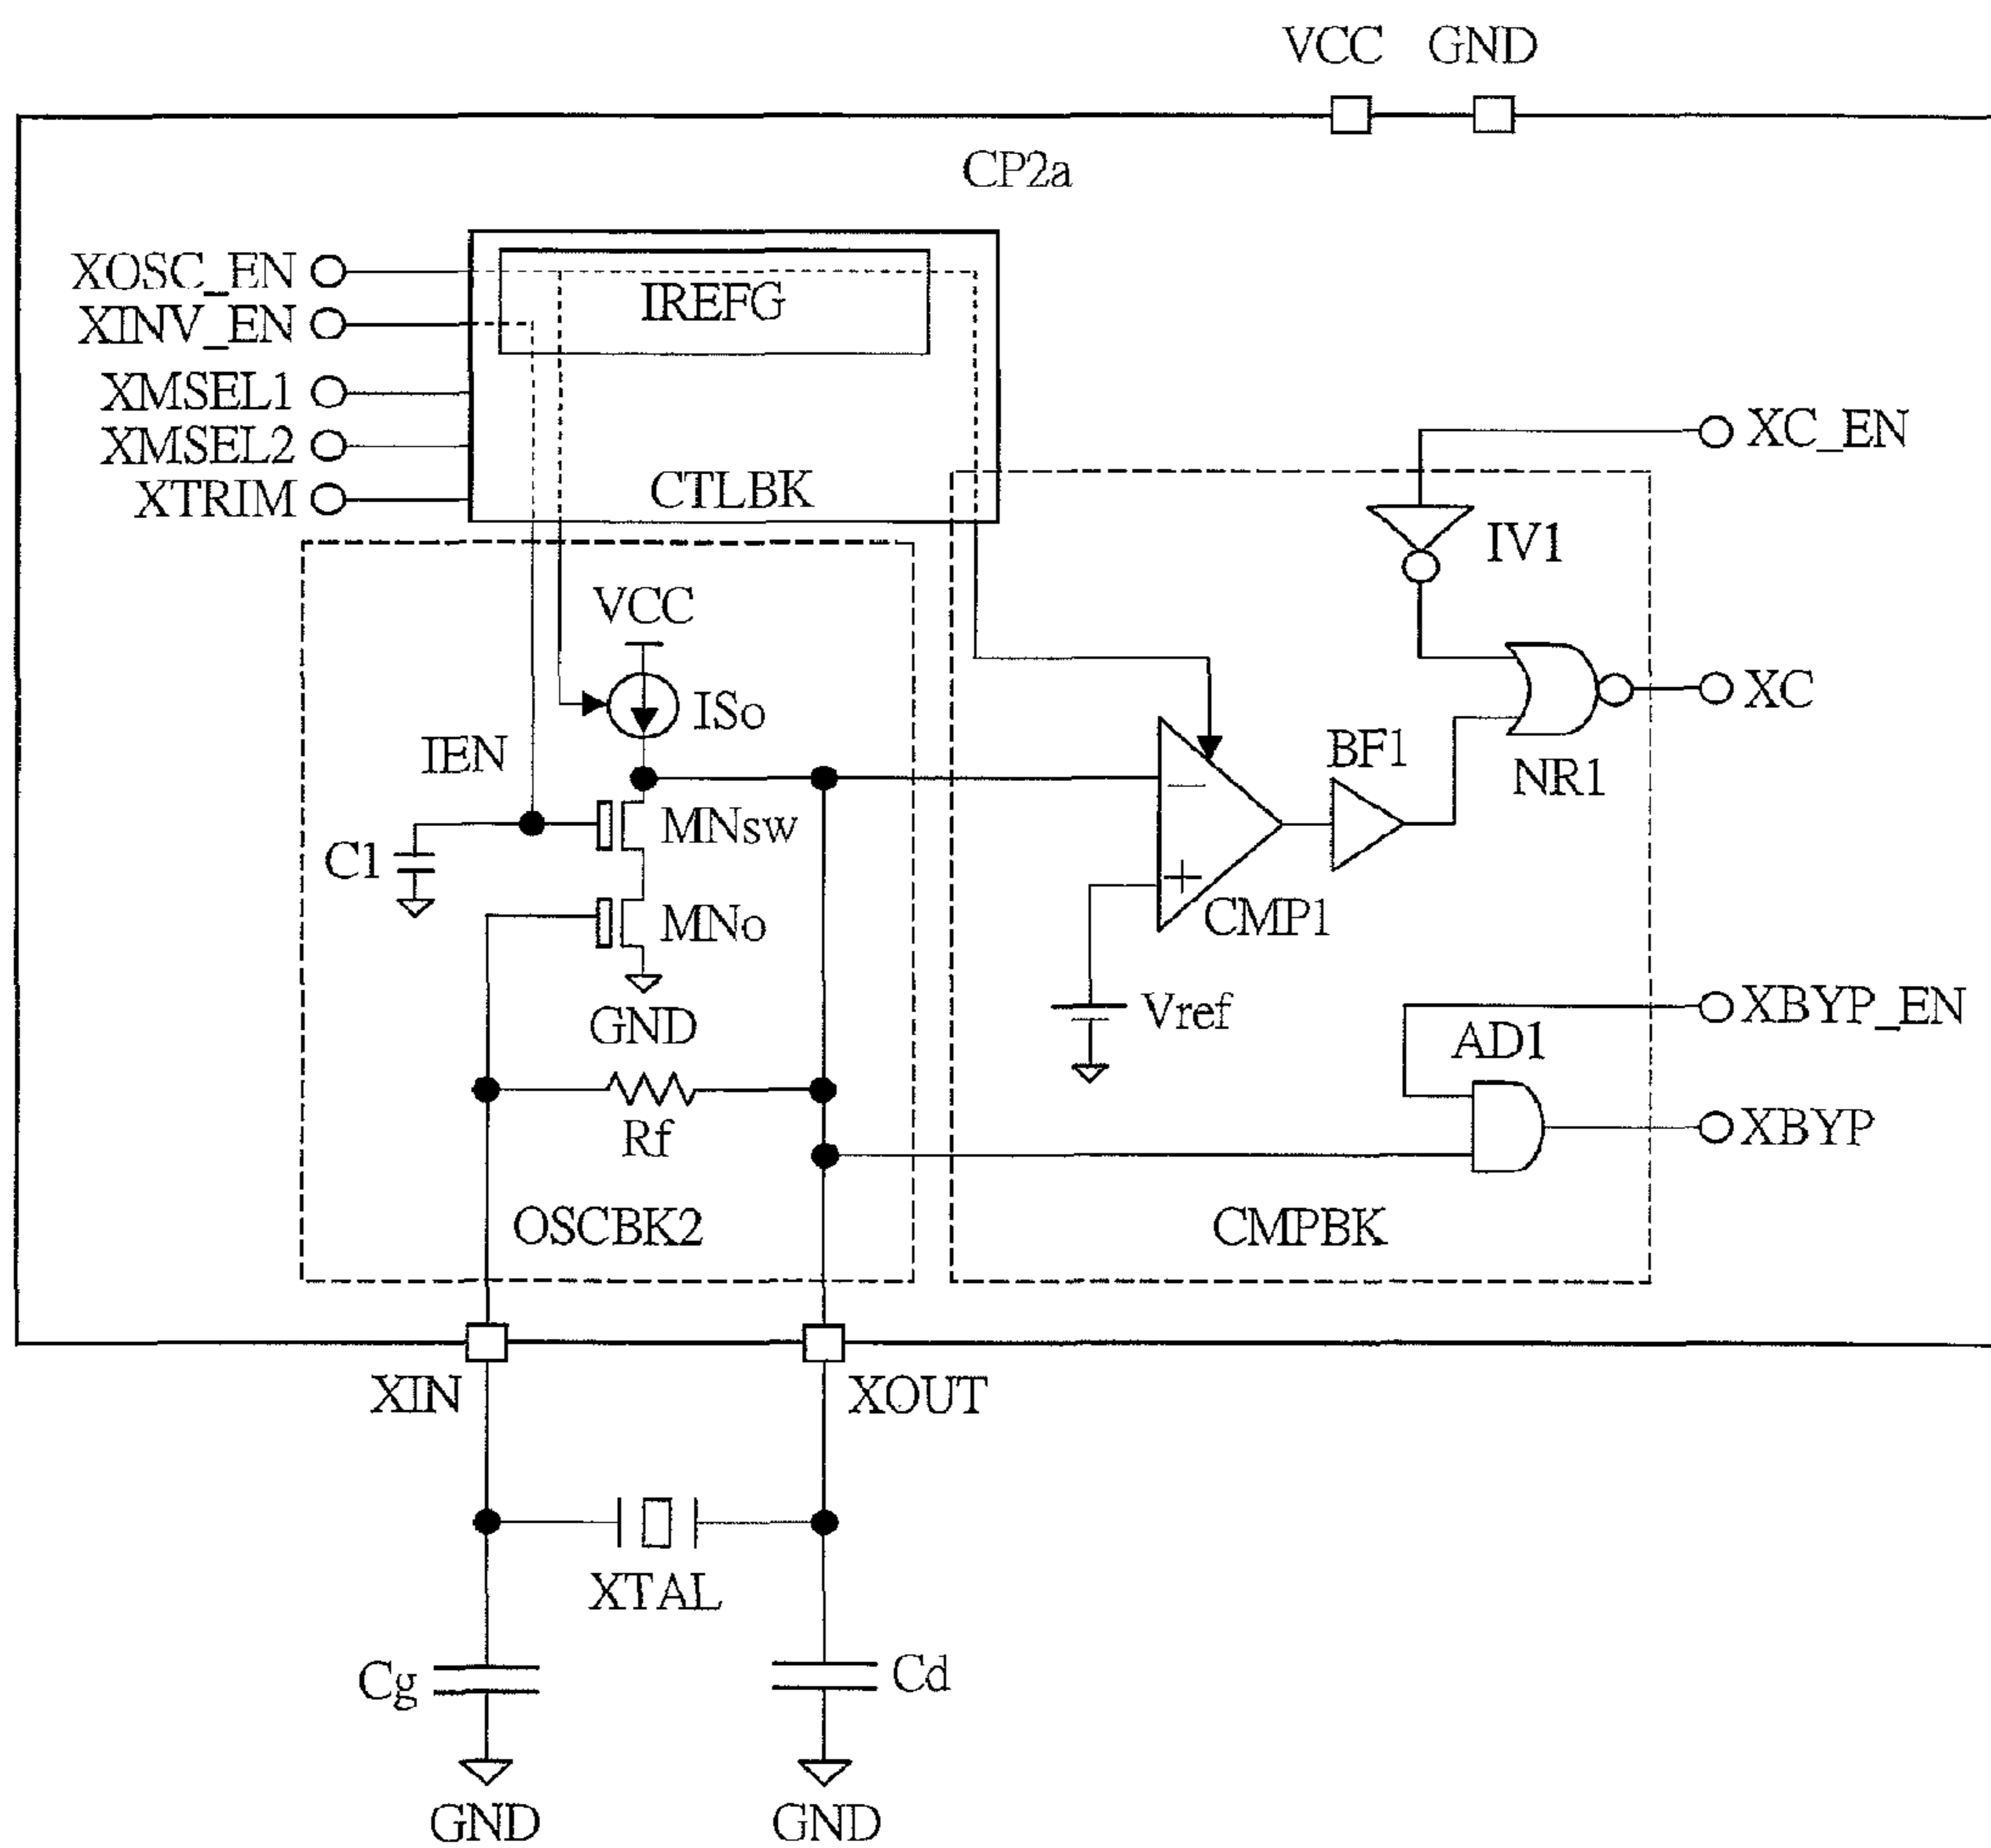 VCC GND
CP2a
XOSC_EN
IREFG
XINV_EN
XMSEL1
XMSEL2
XTRIM
CTLBK
XC_EN
IV1
VCC
ISo
XC
IEN
BF1
NR1
MNsw
C1
MNo
CMP1
GND
Vref
XBYP_EN
AD1
XBYP
Rf
OSCBK2
CMPBK
XIN
XOUT
XTAL
Cg
Cd
GND
GND